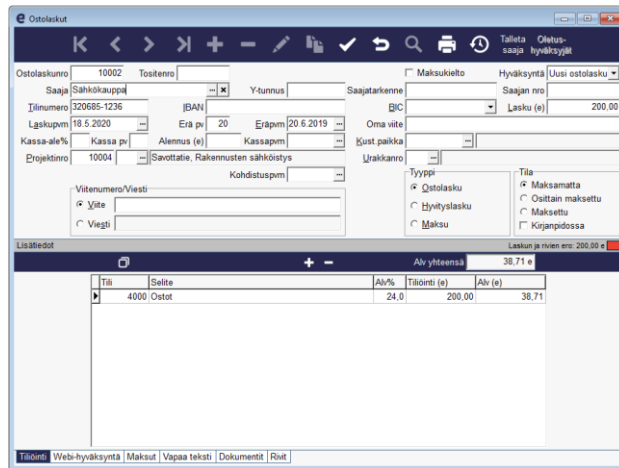 e Ostolaskut
Talleta saaja Oletus-hyväksyjät
Ostolaskunro 10002 Tositenro Maksukielto Hyväksyntä Uusi ostolasku
Saaja Sähkökauppa Y-tunnus Saajatarkenne Saajan nro
Tilinumero 320685-1236 IBAN BIC Lasku (e) 200,00
Laskupvm 18.5.2020 Erä pv 20 Eräpvm 20.6.2019 Oma viite
Kassa-ale% Kassa pv Alennus (e) Kassapvm Kust.paikka
Projektinro 10004 Savottatie, Rakennusten sähköistys Urakkanro
Kohdistuspvm
Viitenumero/Viesti
Viite
Viesti
Tyyppi
Ostolasku
Hyvityslasku
Maksu
Tila
Maksamatta
Osittain maksettu
Maksettu
Kirjanpidossa
Lisätiedot Laskun ja rivien ero: 200,00 e
Alv yhteensä 38,71 e
Tili Selite Alv% Tiliöinti (e) Alv (e)
4000 Ostot 24,0 200,00 38,71
Tiliöinti Webi-hyväksyntä Maksut Vapaa teksti Dokumentit Rivit